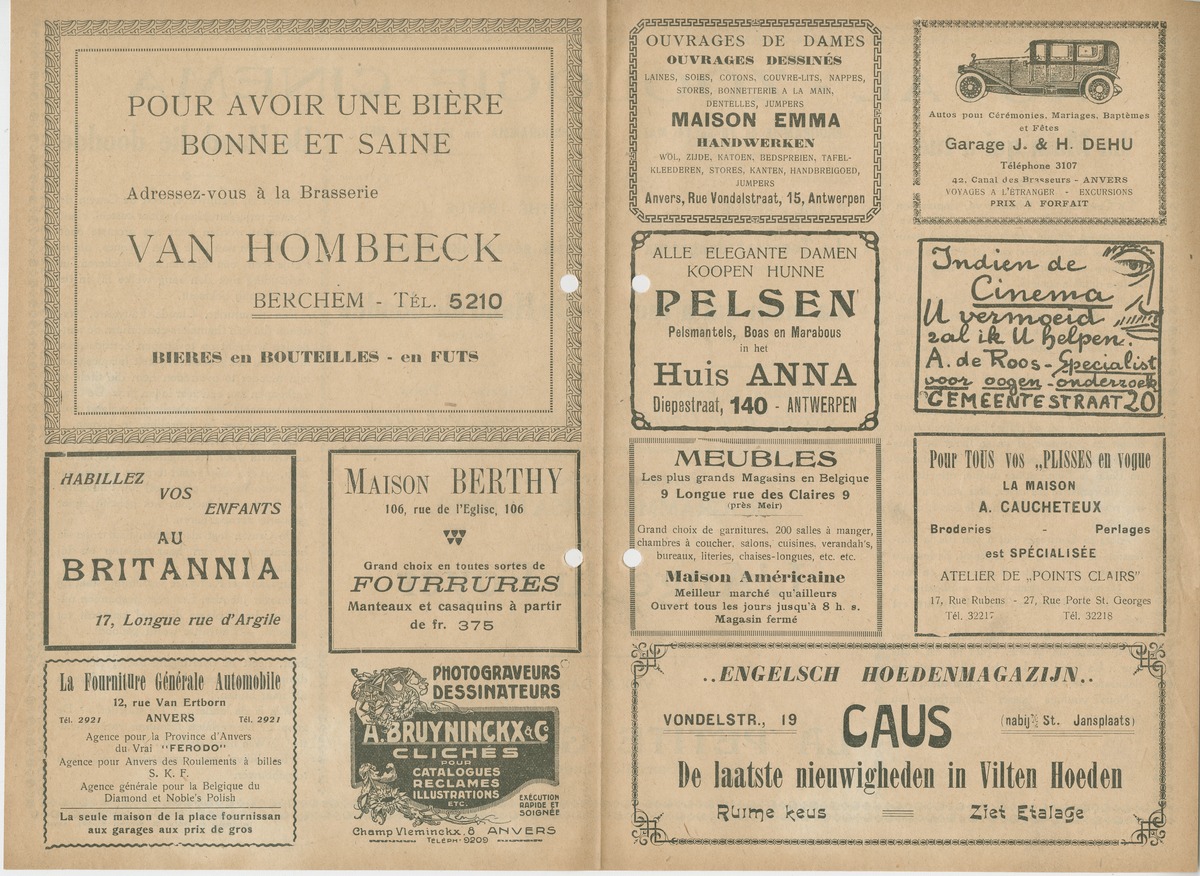 POUR AVOIR UNE BIÈRE
BONNE ET SAINE
Adressez-vous à la Brasserie
VAN HOMBEECK
BERCHEM - TÉL. 5210
BIERES en BOUTEILLES - en FUTS
HABILLEZ
VOS
ENFANTS
AU
BRITANNIA
17, Longue rue d'Argile
MAISON BERTHY
106, rue de l'Eglise, 106
Grand choix en toutes sortes de
FOURRURES
Manteaux et casaquins à partir
de fr. 375
La Fourniture Générale Automobile
12, rue Van Ertborn
Tél. 2921 ANVERS Tél. 2921
Agence pour la Province d'Anvers
du Vrai "FERODO"
Agence pour Anvers des Roulements à billes
S. K. F.
Agence générale pour la Belgique du
Diamond et Noble's Polish
La seule maison de la place fournissan
aux garages aux prix de gros
PHOTOGRAVEURS
DESSINATEURS
A. BRUYNINCKX & Co
CLICHÉS
POUR
CATALOGUES
RÉCLAMES
ILLUSTRATIONS
ETC.
EXÉCUTION
RAPIDE ET
SOIGNÉE
Champ Vleminckx. 8 ANVERS
TELEPH. 9209
OUVRAGES DE DAMES
OUVRAGES DESSINÉS
LAINES, SOIES, COTONS, COUVRE-LITS, NAPPES,
STORES, BONNETTERIE A LA MAIN,
DENTELLES, JUMPERS
MAISON EMMA
HANDWERKEN
WOL, ZIJDE, KATOEN, BEDSPREIEN, TAFEL-
KLEEDEREN, STORES, KANTEN, HANDBREIGOED,
JUMPERS
Anvers, Rue Vondelstraat, 15, Antwerpen
ALLE ELEGANTE DAMEN
KOOPEN HUNNE
PELSEN
Pelsmantels, Boas en Marabous
in het
Huis ANNA
Diepestraat, 140 - ANTWERPEN
MEUBLES
Les plus grands Magasins en Belgique
9 Longue rue des Claires 9
(près Meir)
Grand choix de garnitures. 200 salles à manger,
chambres à coucher, salons, cuisines, verandah's,
bureaux, literies, chaises-longues, etc. etc.
Maison Américaine
Meilleur marché qu'ailleurs
Ouvert tous les jours jusqu'à 8 h. s.
Magasin fermé
Autos pour Cérémonies, Mariages, Baptêmes
et Fêtes
Garage J. & H. DEHU
Téléphone 3107
42, Canal des Brasseurs - ANVERS
VOYAGES A L'ÉTRANGER - EXCURSIONS
PRIX A FORFAIT
Indien de
Cinema
U vermoeid
zal ik U helpen.
A. de Roos - Specialist
voor oogen-onderzoek
GEMEENTESTRAAT 20
Pour TOUS vos „PLISSES en vogue
LA MAISON
A. CAUCHETEUX
Broderies - Perlages
est SPÉCIALISÉE
ATELIER DE „POINTS CLAIRS"
17, Rue Rubens - 27, Rue Porte St. Georges
Tél. 32217 Tél. 32218
..ENGELSCH HOEDENMAGAZIJN..
VONDELSTR., 19 CAUS (nabij St. Jansplaats)
De laatste nieuwigheden in Vilten Hoeden
Ruime keus Ziet Etalage